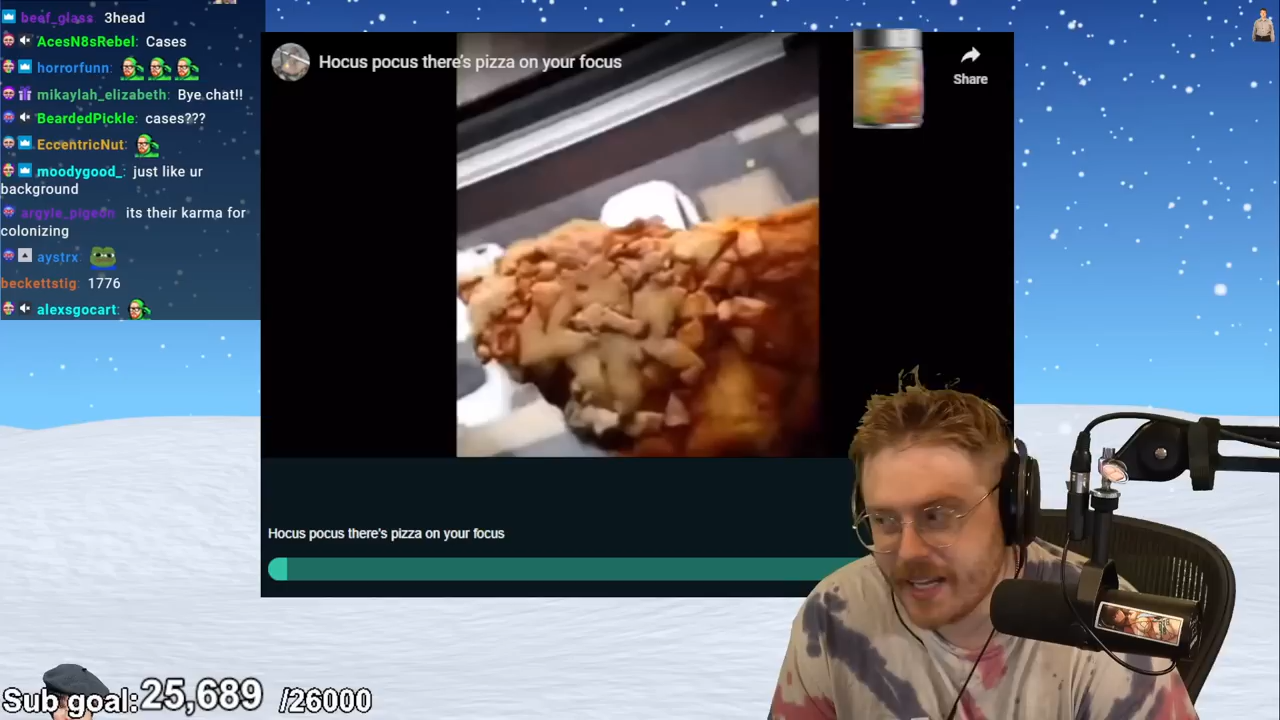 beef_glass 3head
AcesN8sRebel: Cases
horrorfunn:
mikaylah_elizabeth: Bye chat!!
BeardedPickle: cases???
EccentricNut:
moodygood_: just like ur
background
argyle_pigeon its their karma for
colonizing
aystrx
beckettstig: 1776
alexsgocart:
Hocus pocus there's pizza on your focus
Share
Hocus pocus there's pizza on your focus
Sub goal: 25,689 /26000